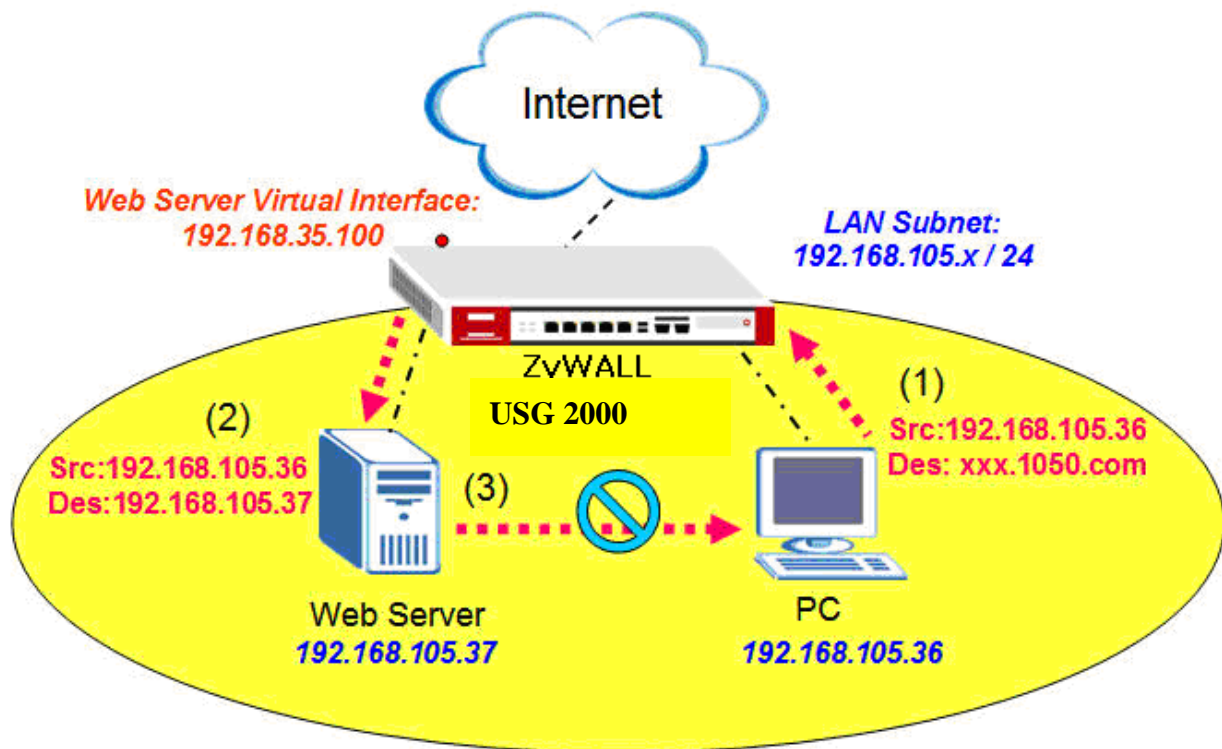 Internet
Web Server Virtual Interface:
192.168.35.100
LAN Subnet:
192.168.105.x / 24
ZyWALL
USG 2000
(1)
Src:192.168.105.36
Des: xxx.1050.com
(2)
Src:192.168.105.36
Des:192.168.105.37
(3)
Web Server
192.168.105.37
PC
192.168.105.36